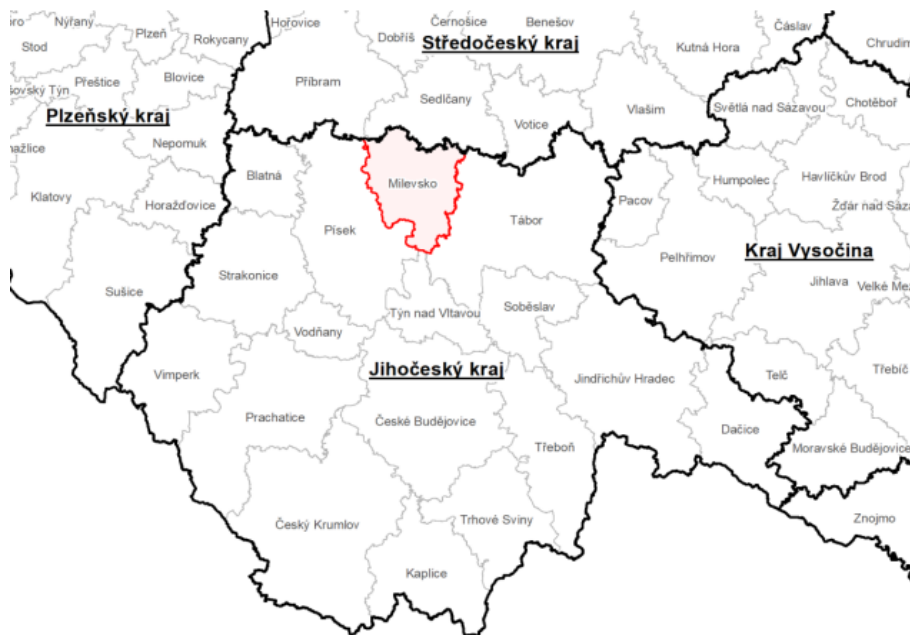 Nýřany
Plzeň
Hořovice
Černošice
Benešov
Čáslav
Stod
Rokycany
Dobříš
Středočeský kraj
Kutná Hora
Chrudim
Přeštice
Blovice
Příbram
Sedlčany
Vlašim
Světlá nad Sázavou
Chotěboř
Plzeňský kraj
Votice
Nepomuk
Klatovy
Horažďovice
Blatná
Milevsko
Pacov
Humpolec
Havlíčkův Brod
Písek
Tábor
Pelhřimov
Kraj Vysočina
Sušice
Strakonice
Soběslav
Jihlava
Týn nad Vltavou
Vodňany
Jihočeský kraj
Vimperk
Jindřichův Hradec
Telč
Třebíč
Prachatice
České Budějovice
Třeboň
Dačice
Moravské Budějovice
Český Krumlov
Trhové Sviny
Znojmo
Kaplice